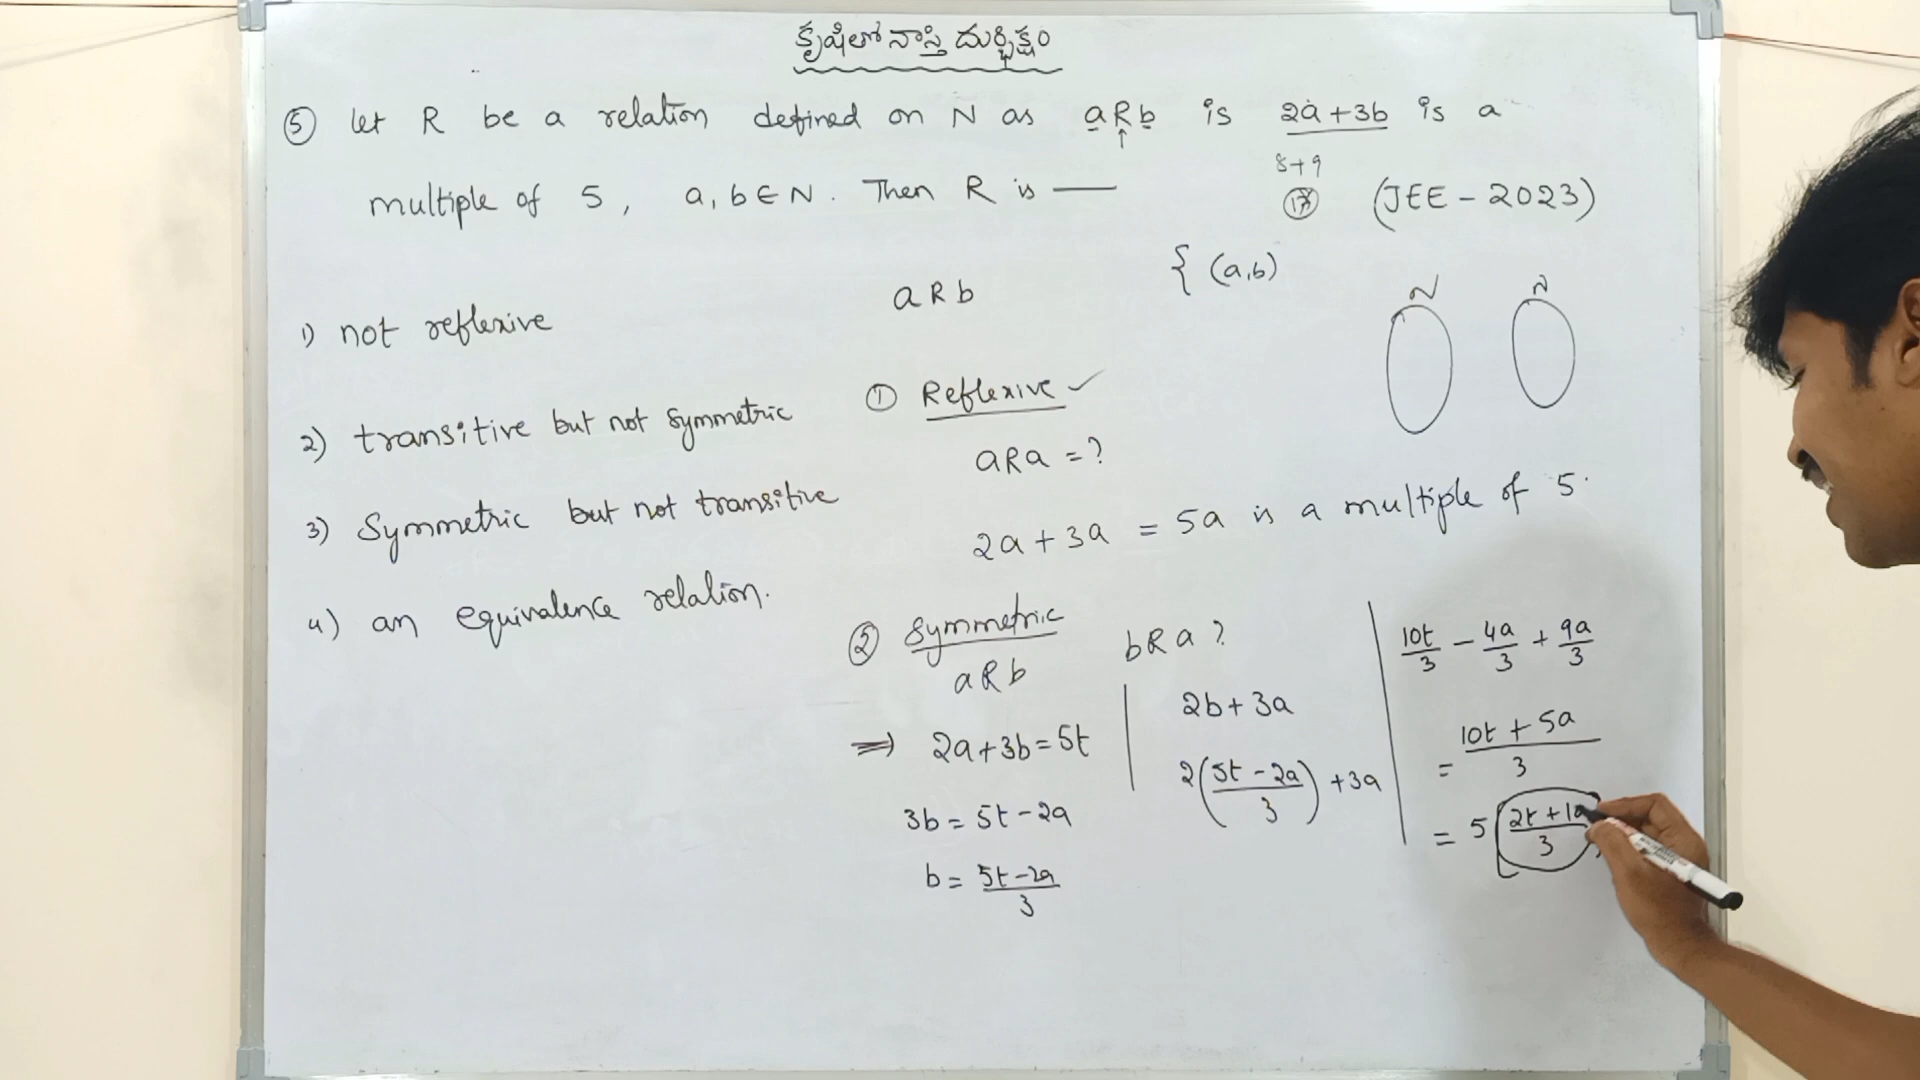 కృషితో నాస్తి దుర్భిక్షం
⑤ Let R be a relation defined on N as aRb is 2a+3b is a
multiple of 5, a, b ∈ N. Then R is ——
8+9
17
(JEE - 2023)
{ (a,b)
a R b
N N
1) not reflexive
2) transitive but not symmetric
3) Symmetric but not transitive
4) an equivalence relation.
① Reflexive ✓
aRa = ?
2a + 3a = 5a is a multiple of 5.
② Symmetric
aRb
bRa ?
⇒ 2a+3b = 5t
3b = 5t - 2a
b = (5t - 2a)/3
2b + 3a
2((5t - 2a)/3) + 3a
10t/3 - 4a/3 + 9a/3
= (10t + 5a)/3
= 5 (2t + 1a)/3